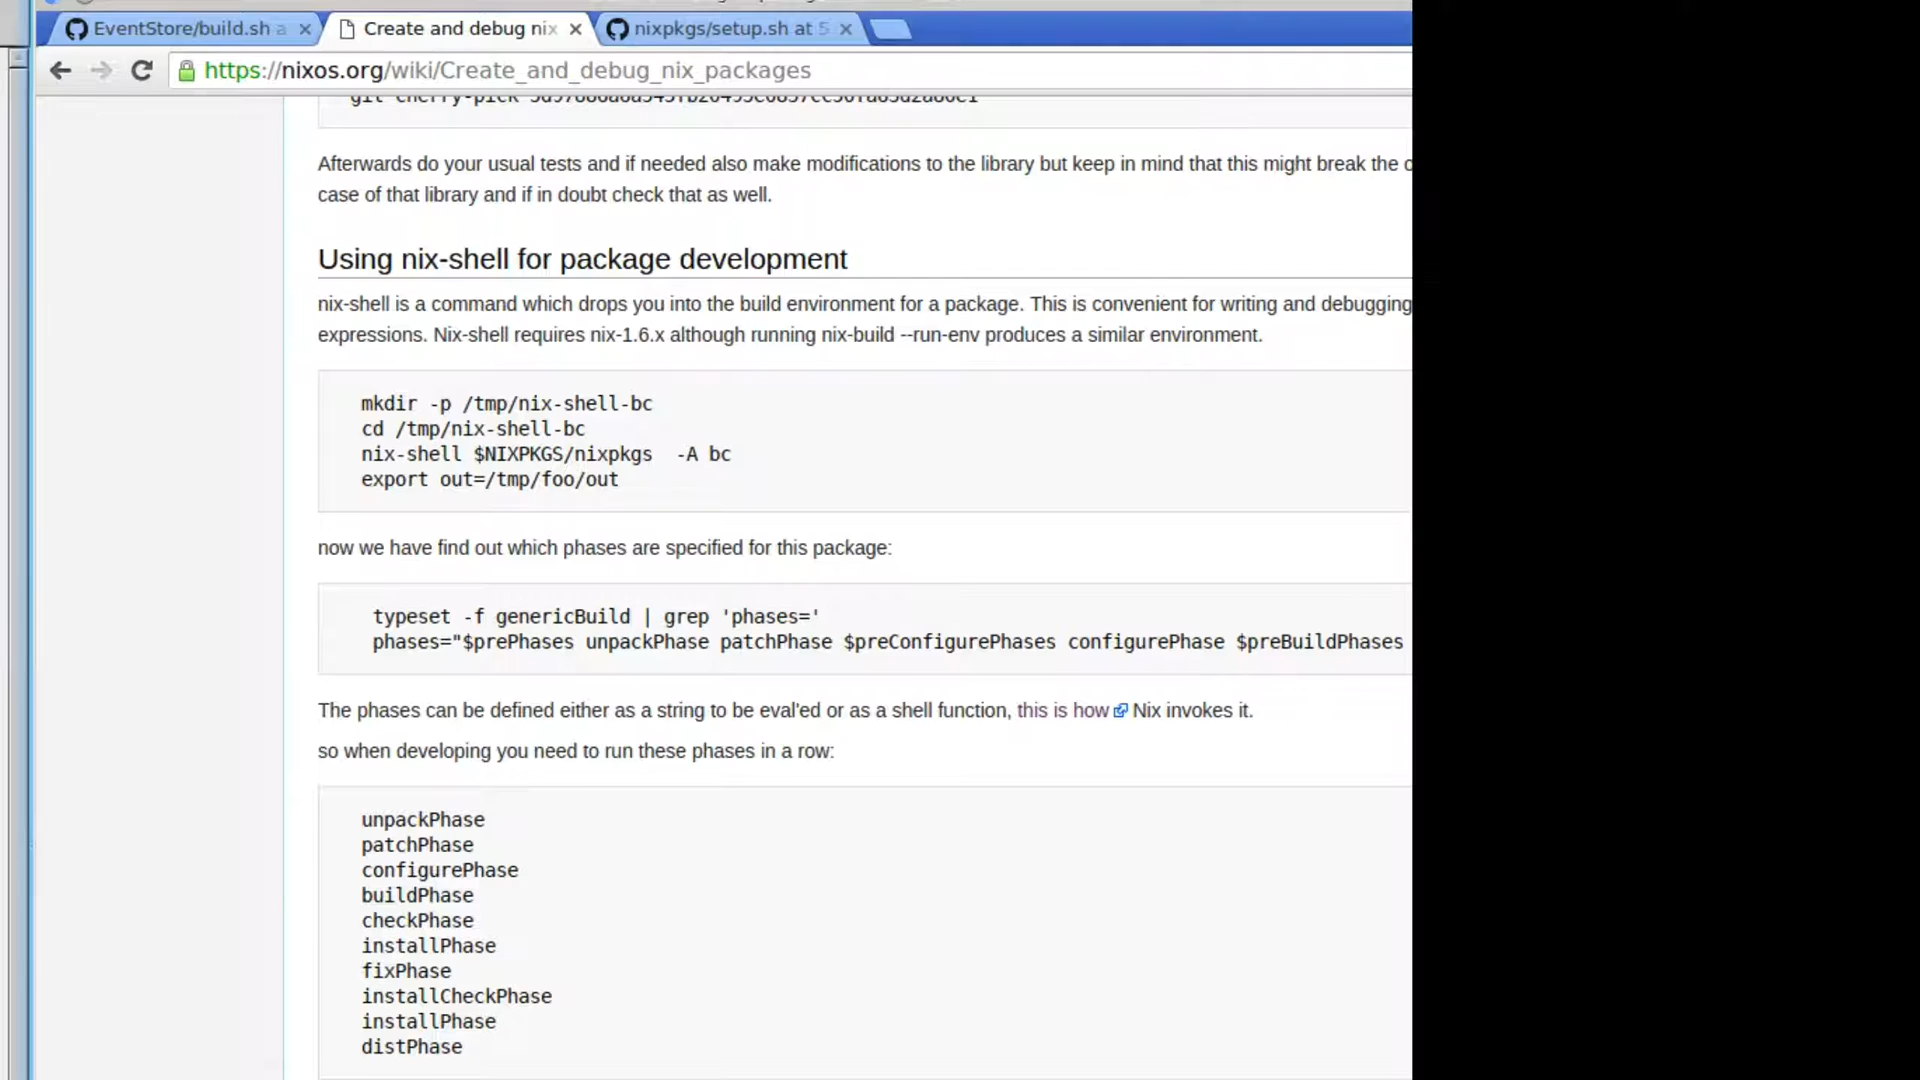 EventStore/build.sh a
Create and debug nix
nixpkgs/setup.sh at 5
https://nixos.org/wiki/Create_and_debug_nix_packages
git cherry-pick
Afterwards do your usual tests and if needed also make modifications to the library but keep in mind that this might break the o
case of that library and if in doubt check that as well.
Using nix-shell for package development
nix-shell is a command which drops you into the build environment for a package. This is convenient for writing and debugging
expressions. Nix-shell requires nix-1.6.x although running nix-build --run-env produces a similar environment.
mkdir -p /tmp/nix-shell-bc
cd /tmp/nix-shell-bc
nix-shell $NIXPKGS/nixpkgs  -A bc
export out=/tmp/foo/out
now we have find out which phases are specified for this package:
typeset -f genericBuild | grep 'phases='
phases="$prePhases unpackPhase patchPhase $preConfigurePhases configurePhase $preBuildPhases
The phases can be defined either as a string to be eval'ed or as a shell function, this is how Nix invokes it.
so when developing you need to run these phases in a row:
unpackPhase
patchPhase
configurePhase
buildPhase
checkPhase
installPhase
fixPhase
installCheckPhase
installPhase
distPhase